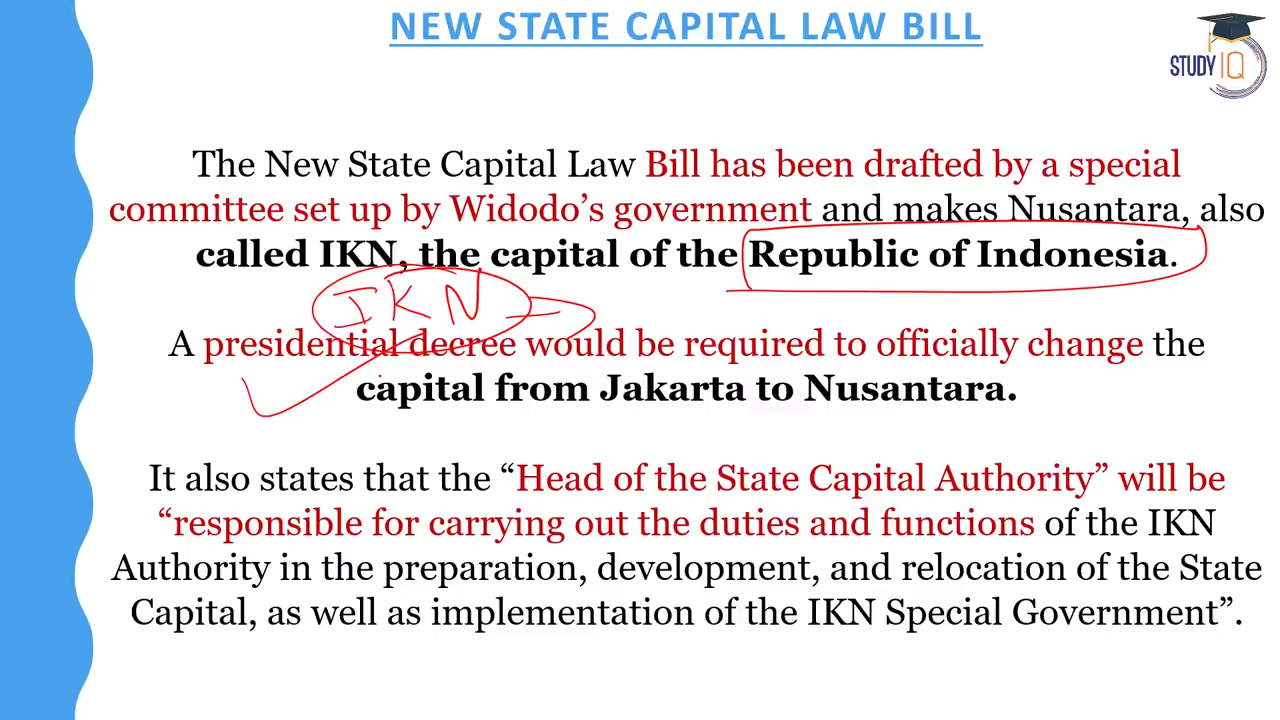 NEW STATE CAPITAL LAW BILL
STUDY IQ
The New State Capital Law Bill has been drafted by a special
committee set up by Widodo's government and makes Nusantara, also
called IKN, the capital of the Republic of Indonesia.
IKN
A presidential decree would be required to officially change the
capital from Jakarta to Nusantara.
It also states that the “Head of the State Capital Authority” will be
“responsible for carrying out the duties and functions of the IKN
Authority in the preparation, development, and relocation of the State
Capital, as well as implementation of the IKN Special Government”.